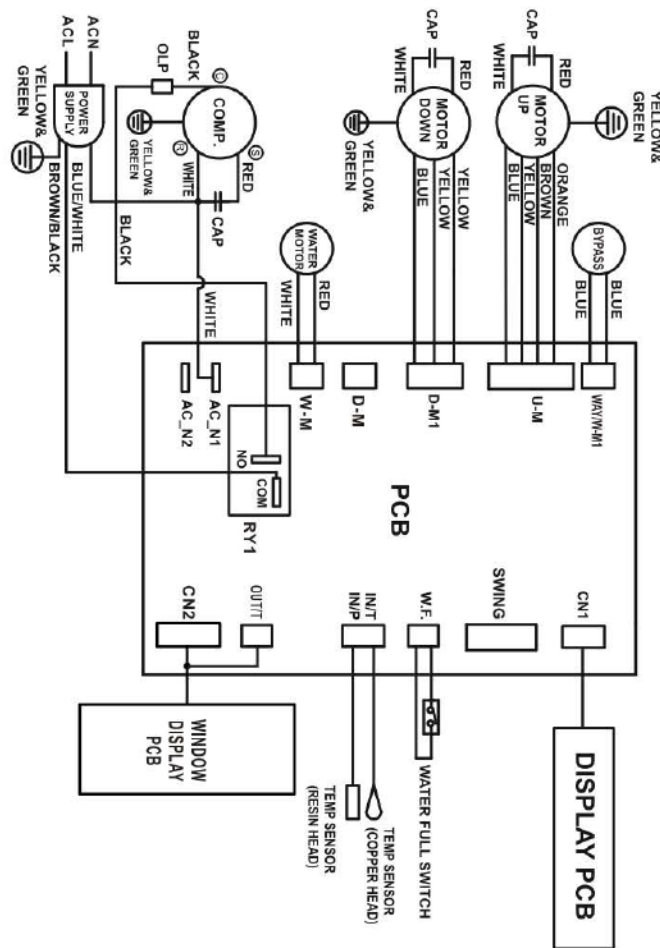 ACL
ACN
YELLOW&
GREEN
POWER
SUPPLY
BLUE/WHITE
BROWN/BLACK
OLP
BLACK
C
COMP.
R
S
YELLOW&
GREEN
WHITE
RED
CAP
BLACK
WHITE
WATER
MOTOR
WHITE
RED
CAP
WHITE
RED
MOTOR
DOWN
YELLOW&
GREEN
BLUE
YELLOW
YELLOW
CAP
WHITE
RED
MOTOR
UP
YELLOW&
GREEN
BLUE
YELLOW
BROWN
ORANGE
BYPASS
BLUE
BLUE
AC_N2
AC_N1
W-M
D-M
D-M1
U-M
WAY/W-M1
NO
COM
RY1
PCB
CN2
OUT/T
IN/P
IN/T
W.F.
SWING
CN1
WINDOW
DISPLAY
PCB
TEMP SENSOR
(RESIN HEAD)
TEMP SENSOR
(COPPER HEAD)
WATER FULL SWITCH
DISPLAY PCB